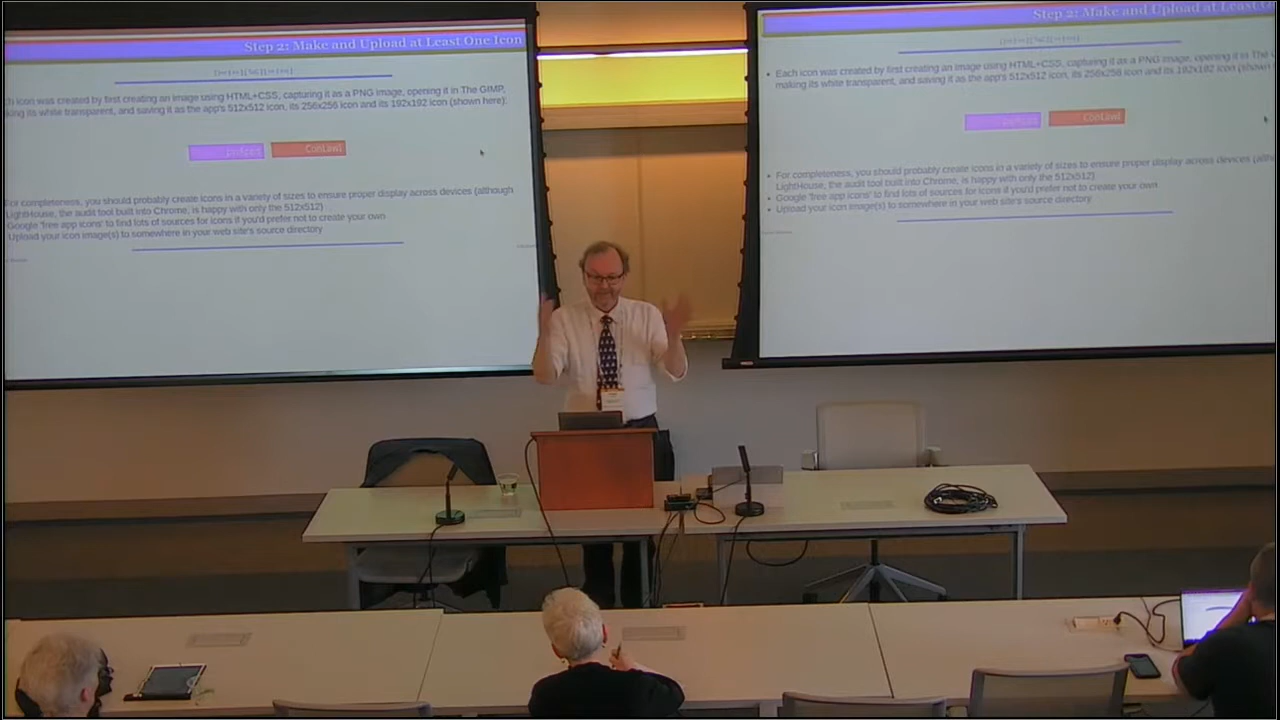 Step 2: Make and Upload at Least One Icon
ch icon was created by first creating an image using HTML+CSS, capturing it as a PNG image, opening it in The GIMP,
king its white transparent, and saving it as the app's 512x512 icon, its 256x256 icon and its 192x192 icon (shown here):
ConLawI
For completeness, you should probably create icons in a variety of sizes to ensure proper display across devices (although
LightHouse, the audit tool built into Chrome, is happy with only the 512x512)
Google 'free app icons' to find lots of sources for icons if you'd prefer not to create your own
Upload your icon image(s) to somewhere in your web site's source directory
Step 2: Make and Upload at Least O
• Each icon was created by first creating an image using HTML+CSS, capturing it as a PNG image, opening it in The G
making its white transparent, and saving it as the app's 512x512 icon, its 256x256 icon and its 192x192 icon (shown
ConLawI
• For completeness, you should probably create icons in a variety of sizes to ensure proper display across devices (alth
LightHouse, the audit tool built into Chrome, is happy with only the 512x512)
• Google 'free app icons' to find lots of sources for icons if you'd prefer not to create your own
• Upload your icon image(s) to somewhere in your web site's source directory